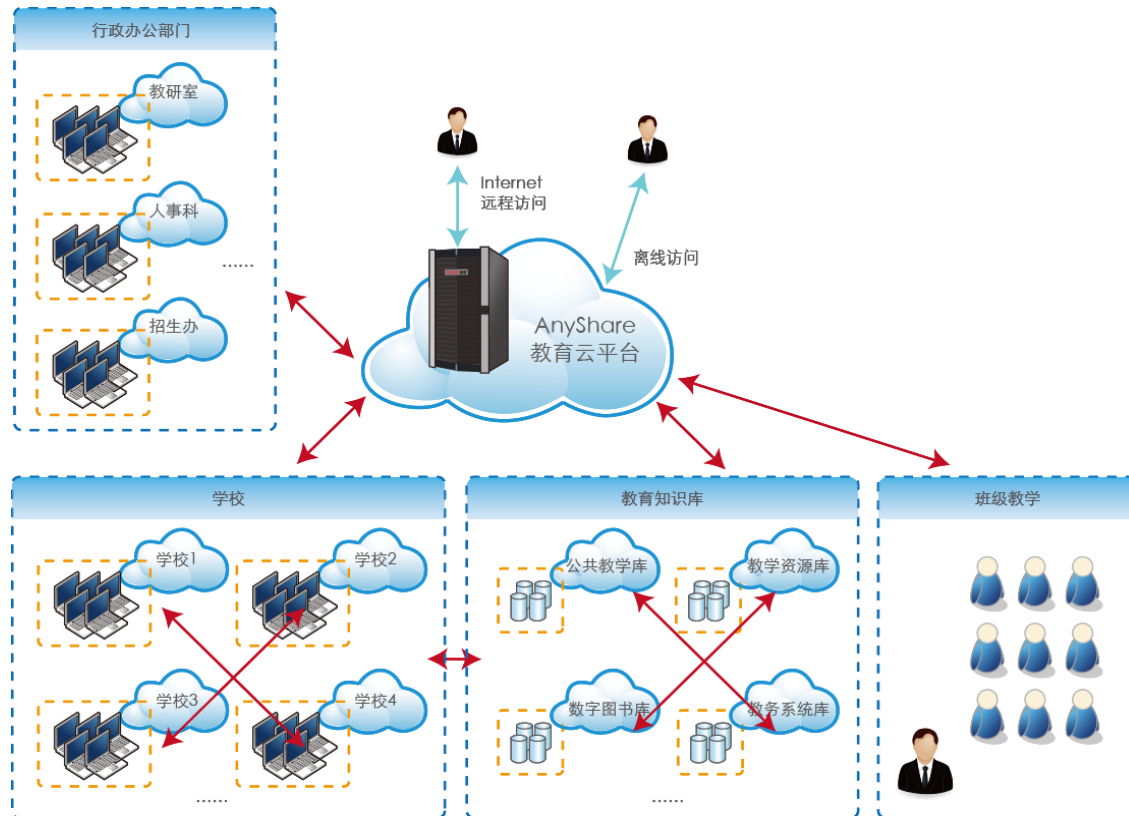 行政办公部门
教研室
人事科
......
招生办
Internet
远程访问
离线访问
AnyShare
教育云平台
学校
学校1
学校2
学校3
学校4
......
教育知识库
公共教学库
教学资源库
数字图书库
教务系统库
......
班级教学